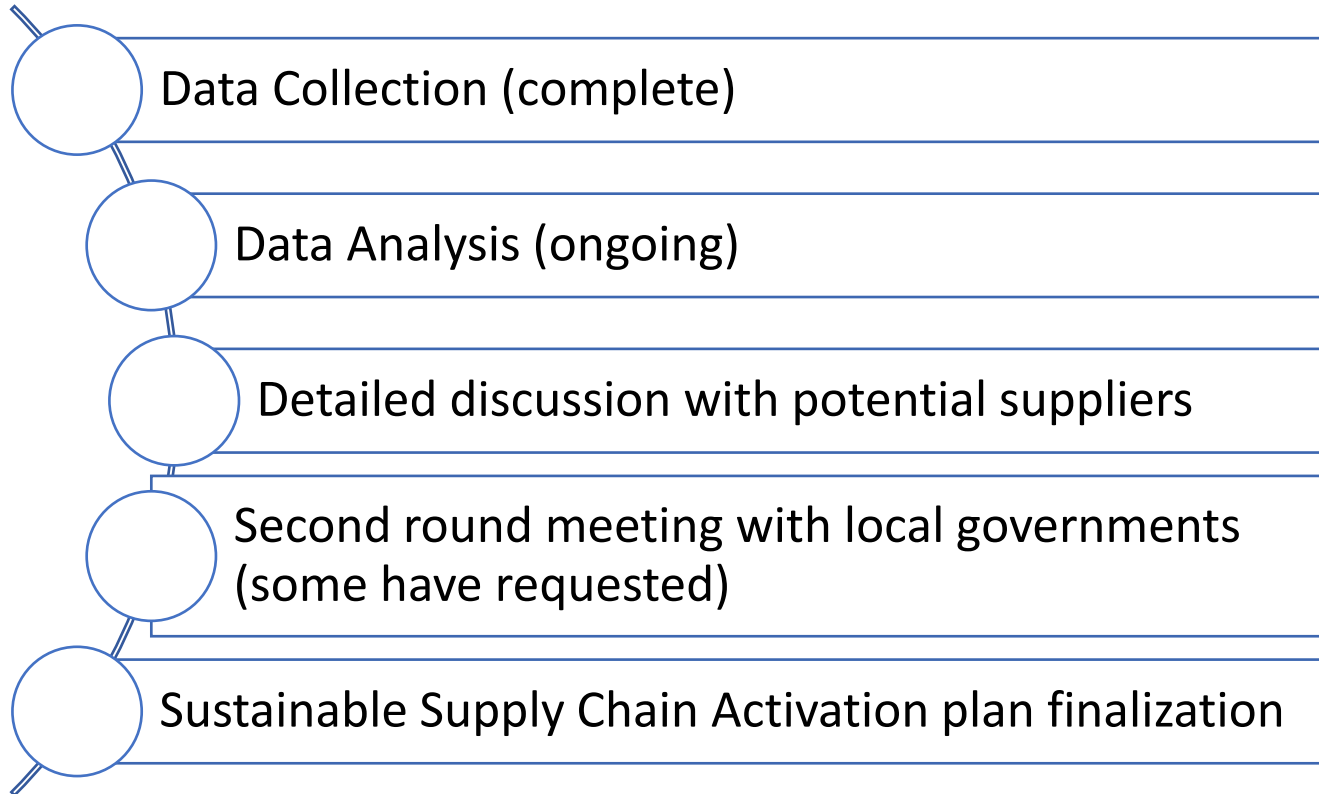 Data Collection (complete)
Data Analysis (ongoing)
Detailed discussion with potential suppliers
Second round meeting with local governments
(some have requested)
Sustainable Supply Chain Activation plan finalization